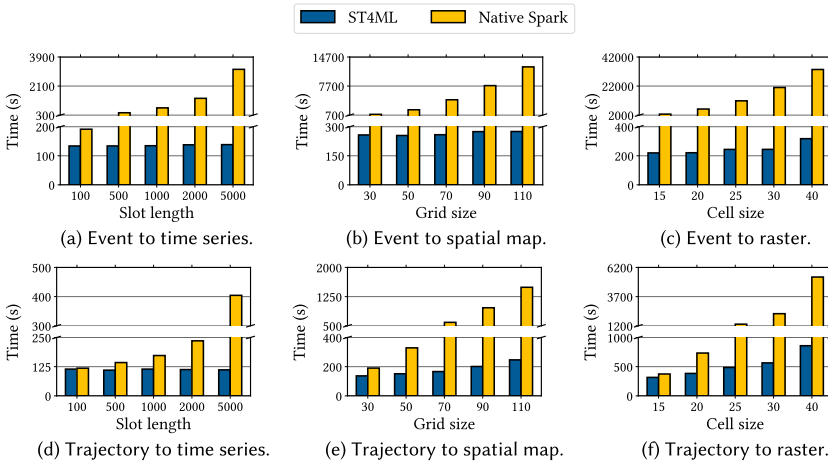 ST4ML Native Spark
3900
2100
300
200
100
0
Time (s)
100 500 1000 2000 5000
Slot length
(a) Event to time series.
14700
7700
700
300
150
0
Time (s)
30 50 70 90 110
Grid size
(b) Event to spatial map.
42000
22000
2000
400
200
0
Time (s)
15 20 25 30 40
Cell size
(c) Event to raster.
500
400
300
250
125
0
Time (s)
100 500 1000 2000 5000
Slot length
(d) Trajectory to time series.
2000
1250
500
400
200
0
Time (s)
30 50 70 90 110
Grid size
(e) Trajectory to spatial map.
6200
3700
1200
1000
500
0
Time (s)
15 20 25 30 40
Cell size
(f) Trajectory to raster.